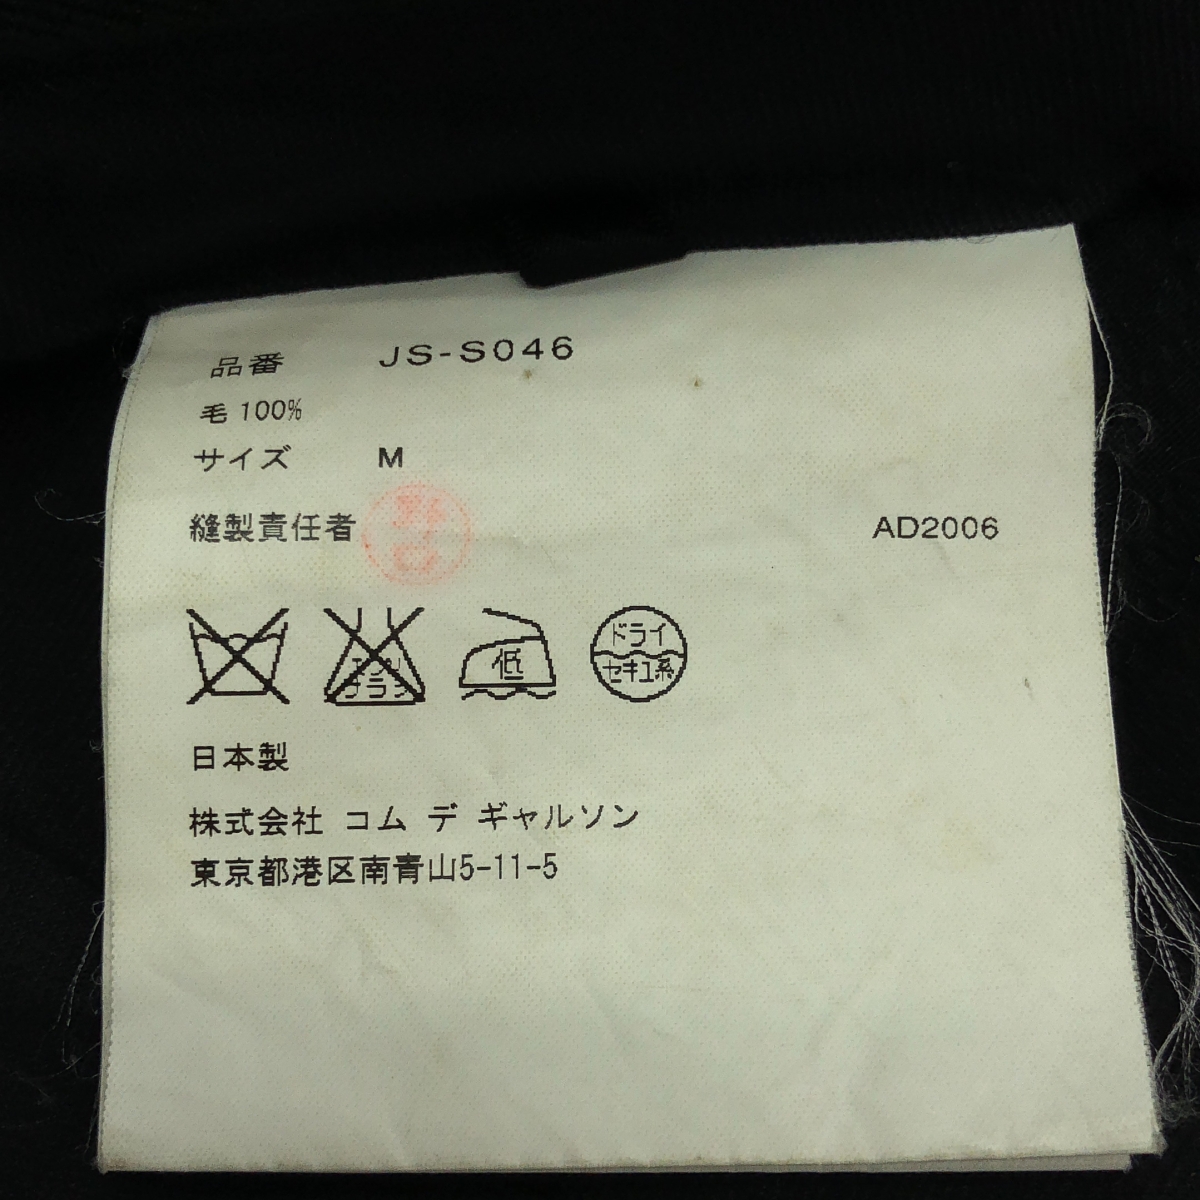 品番 JS-S046
毛 100%
サイズ M
縫製責任者 AD2006
低 ドライ
セキユ系
日本製
株式会社 コム デ ギャルソン
東京都港区南青山5-11-5